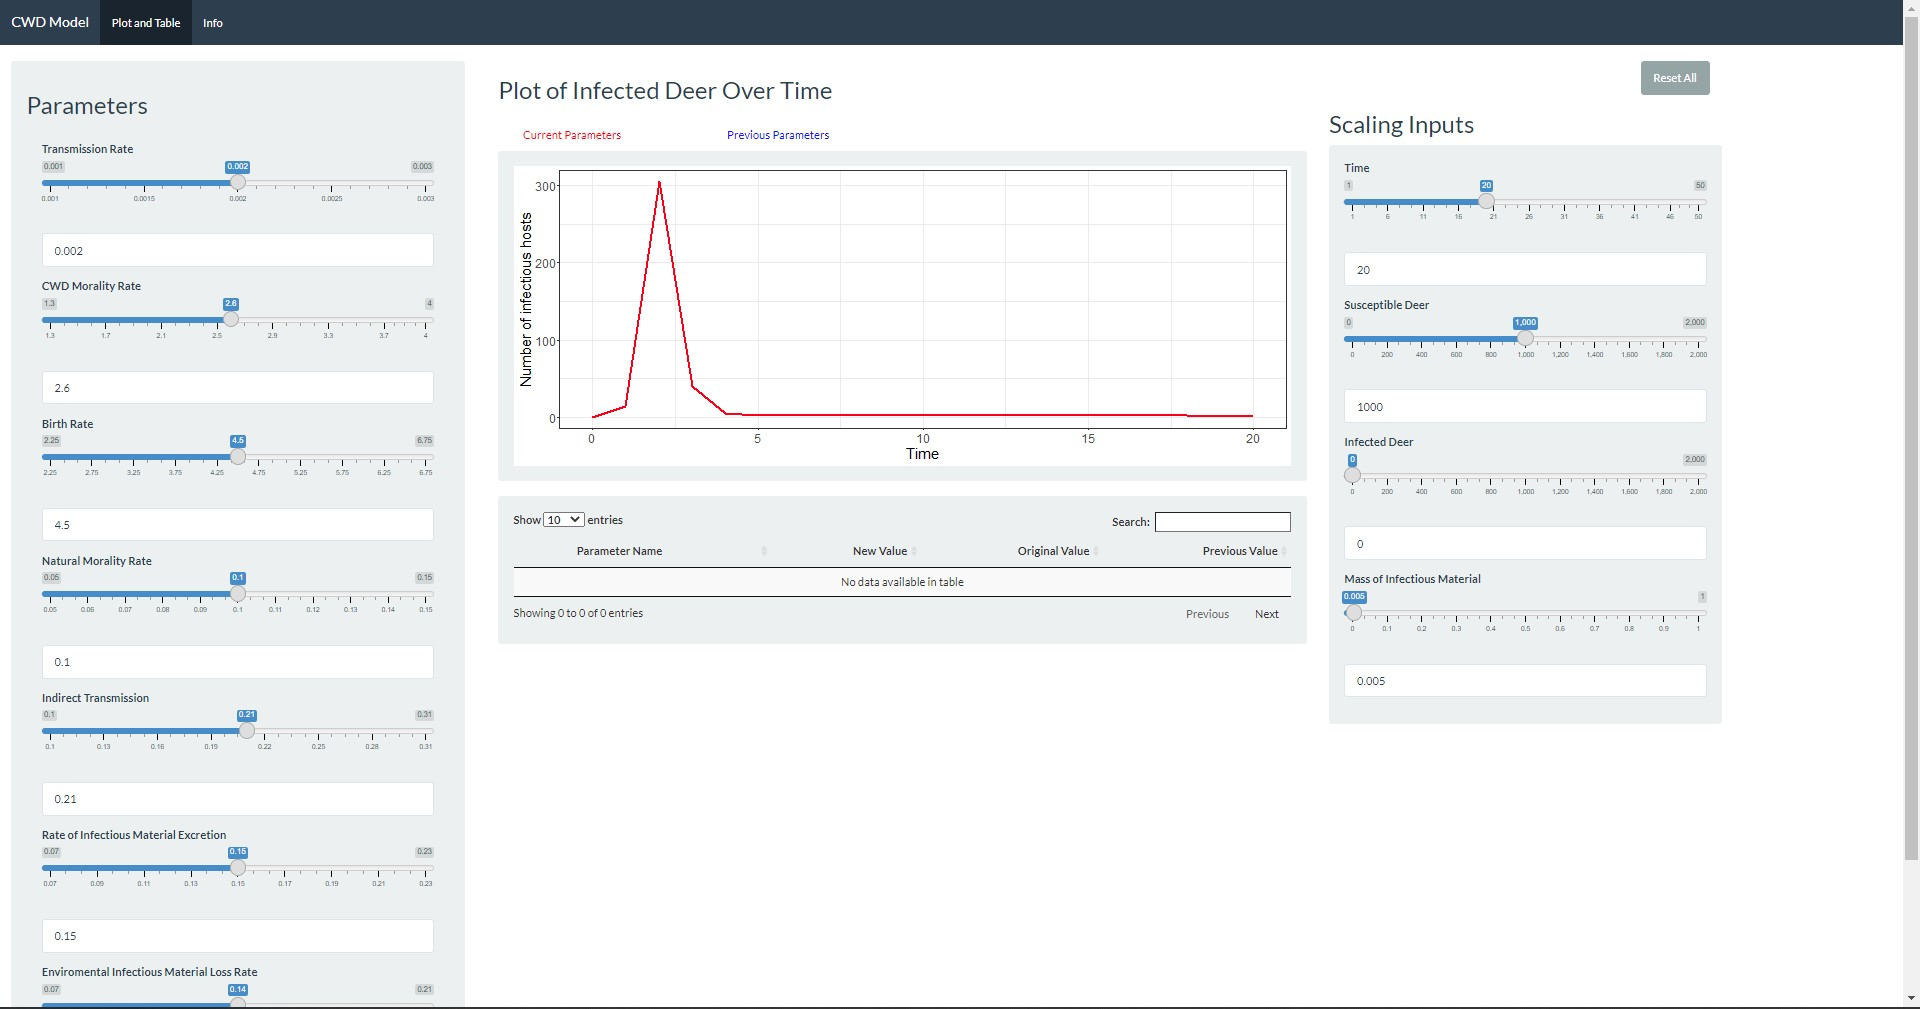 CWD Model Plot and Table Info
Parameters
Transmission Rate
0.001 0.002 0.003
0.001 0.0015 0.002 0.0025 0.003
0.002
CWD Morality Rate
1.3 2.6 4
1.3 1.7 2.1 2.5 2.9 3.3 3.7 4
2.6
Birth Rate
2.25 4.5 6.75
2.25 2.75 3.25 3.75 4.25 4.75 5.25 5.75 6.25 6.75
4.5
Natural Morality Rate
0.05 0.1 0.15
0.05 0.06 0.07 0.08 0.09 0.1 0.11 0.12 0.13 0.14 0.15
0.1
Indirect Transmission
0.1 0.21 0.31
0.1 0.13 0.16 0.19 0.22 0.25 0.28 0.31
0.21
Rate of Infectious Material Excretion
0.07 0.15 0.23
0.07 0.09 0.11 0.13 0.15 0.17 0.19 0.21 0.23
0.15
Enviromental Infectious Material Loss Rate
0.07 0.14 0.21
Plot of Infected Deer Over Time
Current Parameters Previous Parameters
Number of infectious hosts
300
200
100
0
0 5 10 15 20
Time
Show 10 entries Search:
Parameter Name New Value Original Value Previous Value
No data available in table
Showing 0 to 0 of 0 entries Previous Next
Reset All
Scaling Inputs
Time
1 20 50
1 6 11 16 21 26 31 36 41 46 50
20
Susceptible Deer
0 1,000 2,000
0 200 400 600 800 1,000 1,200 1,400 1,600 1,800 2,000
1000
Infected Deer
0 2,000
0 200 400 600 800 1,000 1,200 1,400 1,600 1,800 2,000
0
Mass of Infectious Material
0.005 1
0 0.1 0.2 0.3 0.4 0.5 0.6 0.7 0.8 0.9 1
0.005